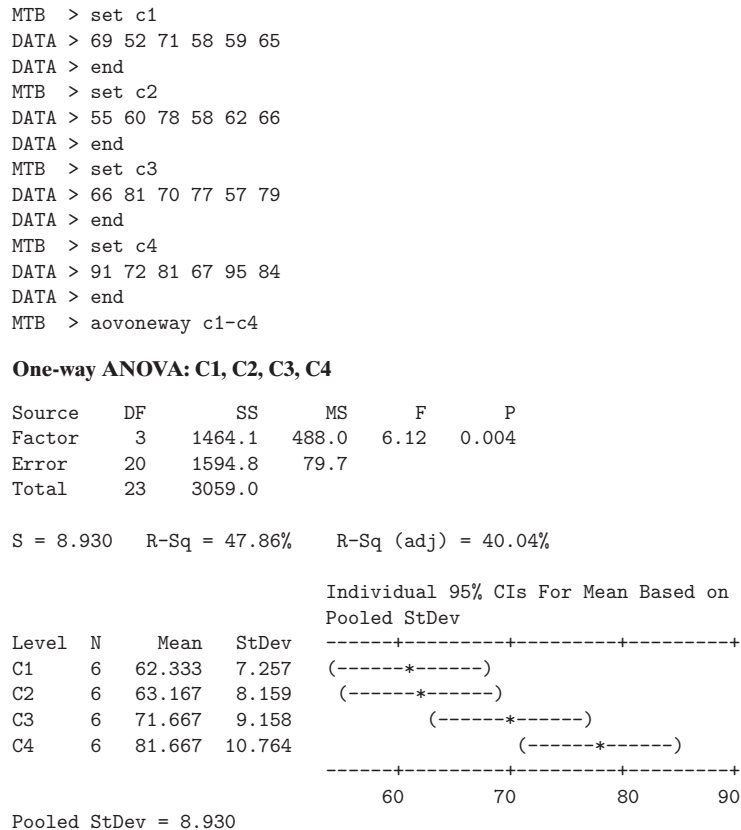 MTB  > set c1
DATA > 69 52 71 58 59 65
DATA > end
MTB  > set c2
DATA > 55 60 78 58 62 66
DATA > end
MTB  > set c3
DATA > 66 81 70 77 57 79
DATA > end
MTB  > set c4
DATA > 91 72 81 67 95 84
DATA > end
MTB  > aovoneway c1-c4
One-way ANOVA: C1, C2, C3, C4
Source    DF        SS       MS      F       P
Factor     3    1464.1    488.0   6.12   0.004
Error     20    1594.8     79.7
Total     23    3059.0
S = 8.930   R-Sq = 47.86%    R-Sq (adj) = 40.04%
Individual 95% CIs For Mean Based on
Pooled StDev
Level  N     Mean   StDev   ------+---------+---------+---------+
C1     6   62.333   7.257   (------*------)
C2     6   63.167   8.159    (------*------)
C3     6   71.667   9.158            (------*------)
C4     6   81.667  10.764                    (------*------)
------+---------+---------+---------+
60        70        80        90
Pooled StDev = 8.930